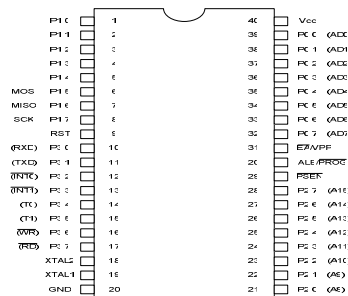 P1 0 1 40 Vcc
P1 1 2 39 P0 0 (AD0
P1 2 3 38 P0 1 (AD1
P1 3 4 37 P0 2 (AD2
P1 4 5 36 P0 3 (AD3
MOS P1 5 6 35 P0 4 (AD4
MISO P1 6 7 34 P0 5 (AD5
SCK P1 7 8 33 P0 6 (AD6
RST 9 32 P0 7 (AD7
(RXD) P3 0 10 31 EA/VPP
(TXD) P3 1 11 20 ALE/PROG
(INT0) P3 2 12 29 PSEN
(INT1) P3 3 13 28 P2 7 (A15
(T0) P3 4 14 27 P2 6 (A14
(T1) P3 5 15 26 P2 5 (A13
(WR) P3 6 16 25 P2 4 (A12
(RD) P3 7 17 24 P2 3 (A11
XTAL2 18 23 P2 2 (A10
XTAL1 19 22 P2 1 (A9)
GND 20 21 P2 0 (A8)